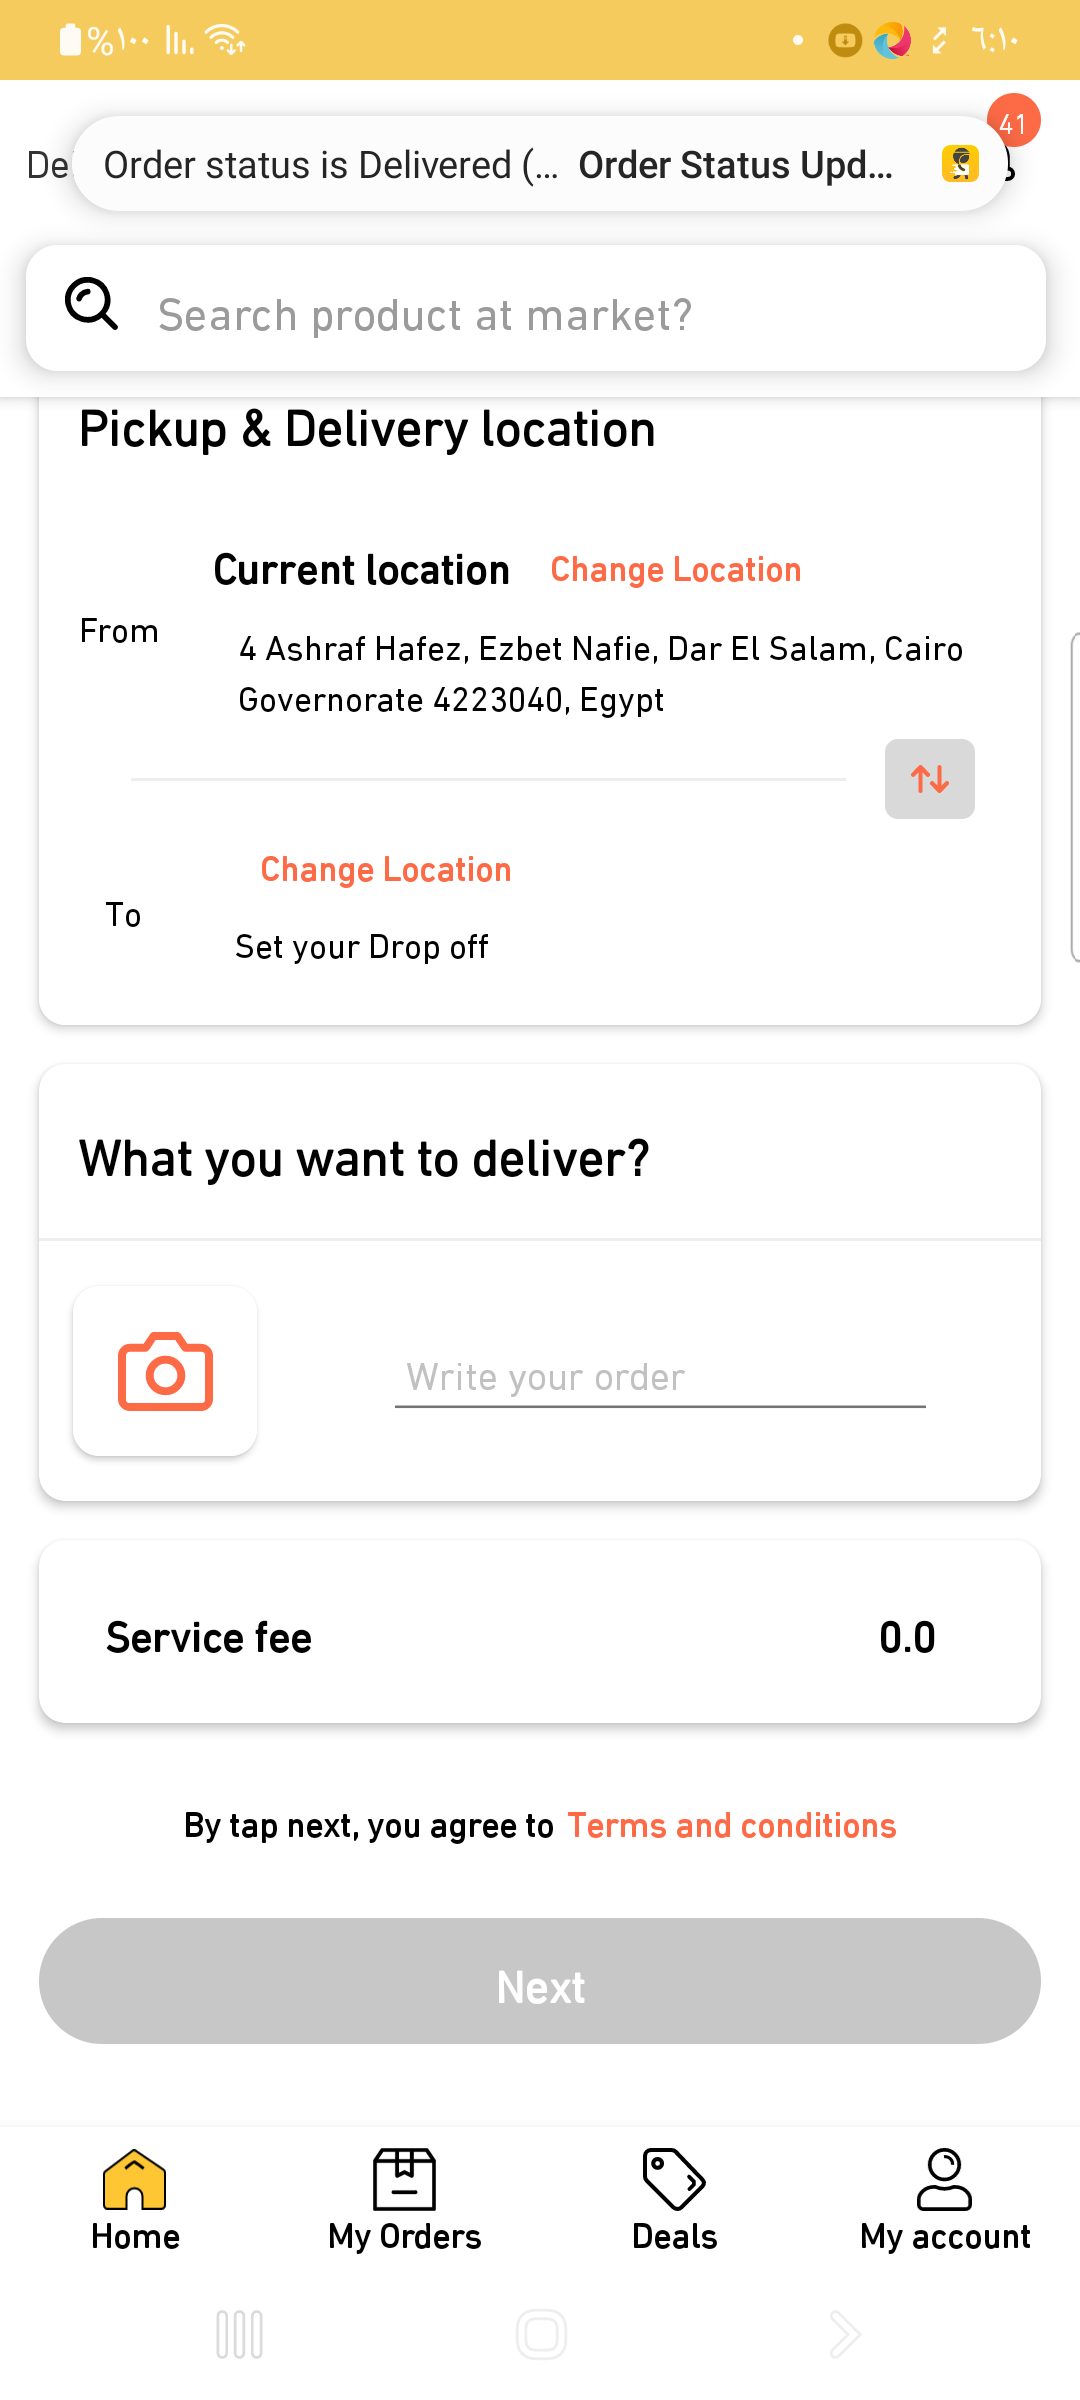 %١٠٠
٦:١٠
41
De
Order status is Delivered (... Order Status Upd...
Search product at market?
Pickup & Delivery location
Current location Change Location
From
4 Ashraf Hafez, Ezbet Nafie, Dar El Salam, Cairo
Governorate 4223040, Egypt
Change Location
To
Set your Drop off
What you want to deliver?
Write your order
Service fee 0.0
By tap next, you agree to Terms and conditions
Next
Home My Orders Deals My account